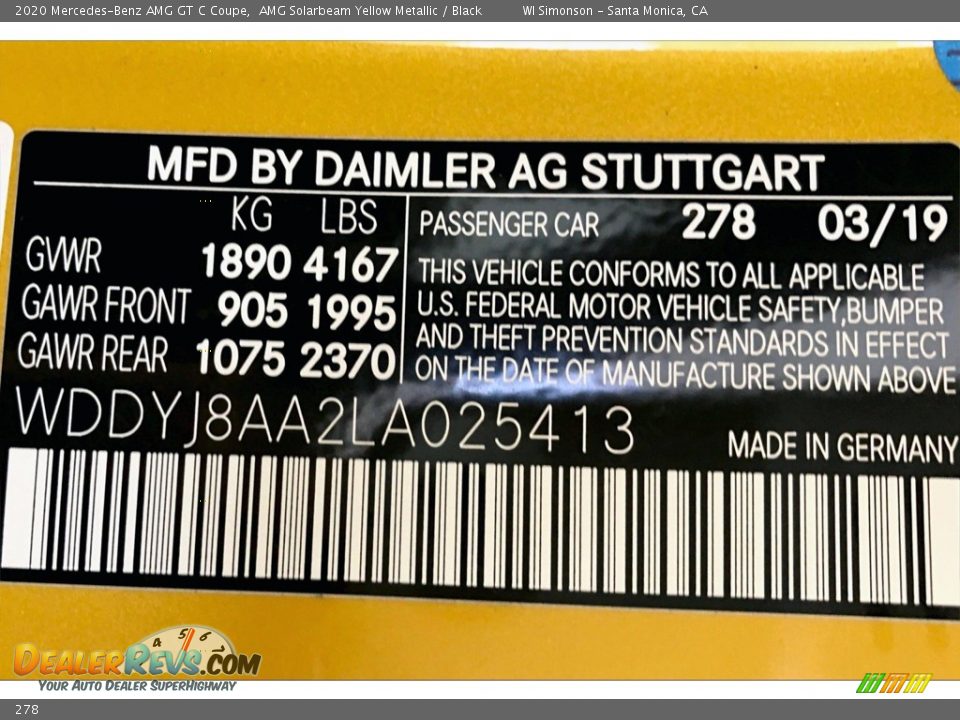 2020 Mercedes-Benz AMG GT C Coupe,  AMG Solarbeam Yellow Metallic / Black          WI Simonson - Santa Monica, CA
MFD BY DAIMLER AG STUTTGART
KG LBS
GVWR 1890 4167
GAWR FRONT 905 1995
GAWR REAR 1075 2370
PASSENGER CAR 278 03/19
THIS VEHICLE CONFORMS TO ALL APPLICABLE
U.S. FEDERAL MOTOR VEHICLE SAFETY,BUMPER
AND THEFT PREVENTION STANDARDS IN EFFECT
ON THE DATE OF MANUFACTURE SHOWN ABOVE
WDDYJ8AA2LA025413
MADE IN GERMANY
4 5 6
DEALERREVS.COM
YOUR AUTO DEALER SUPERHIGHWAY
278